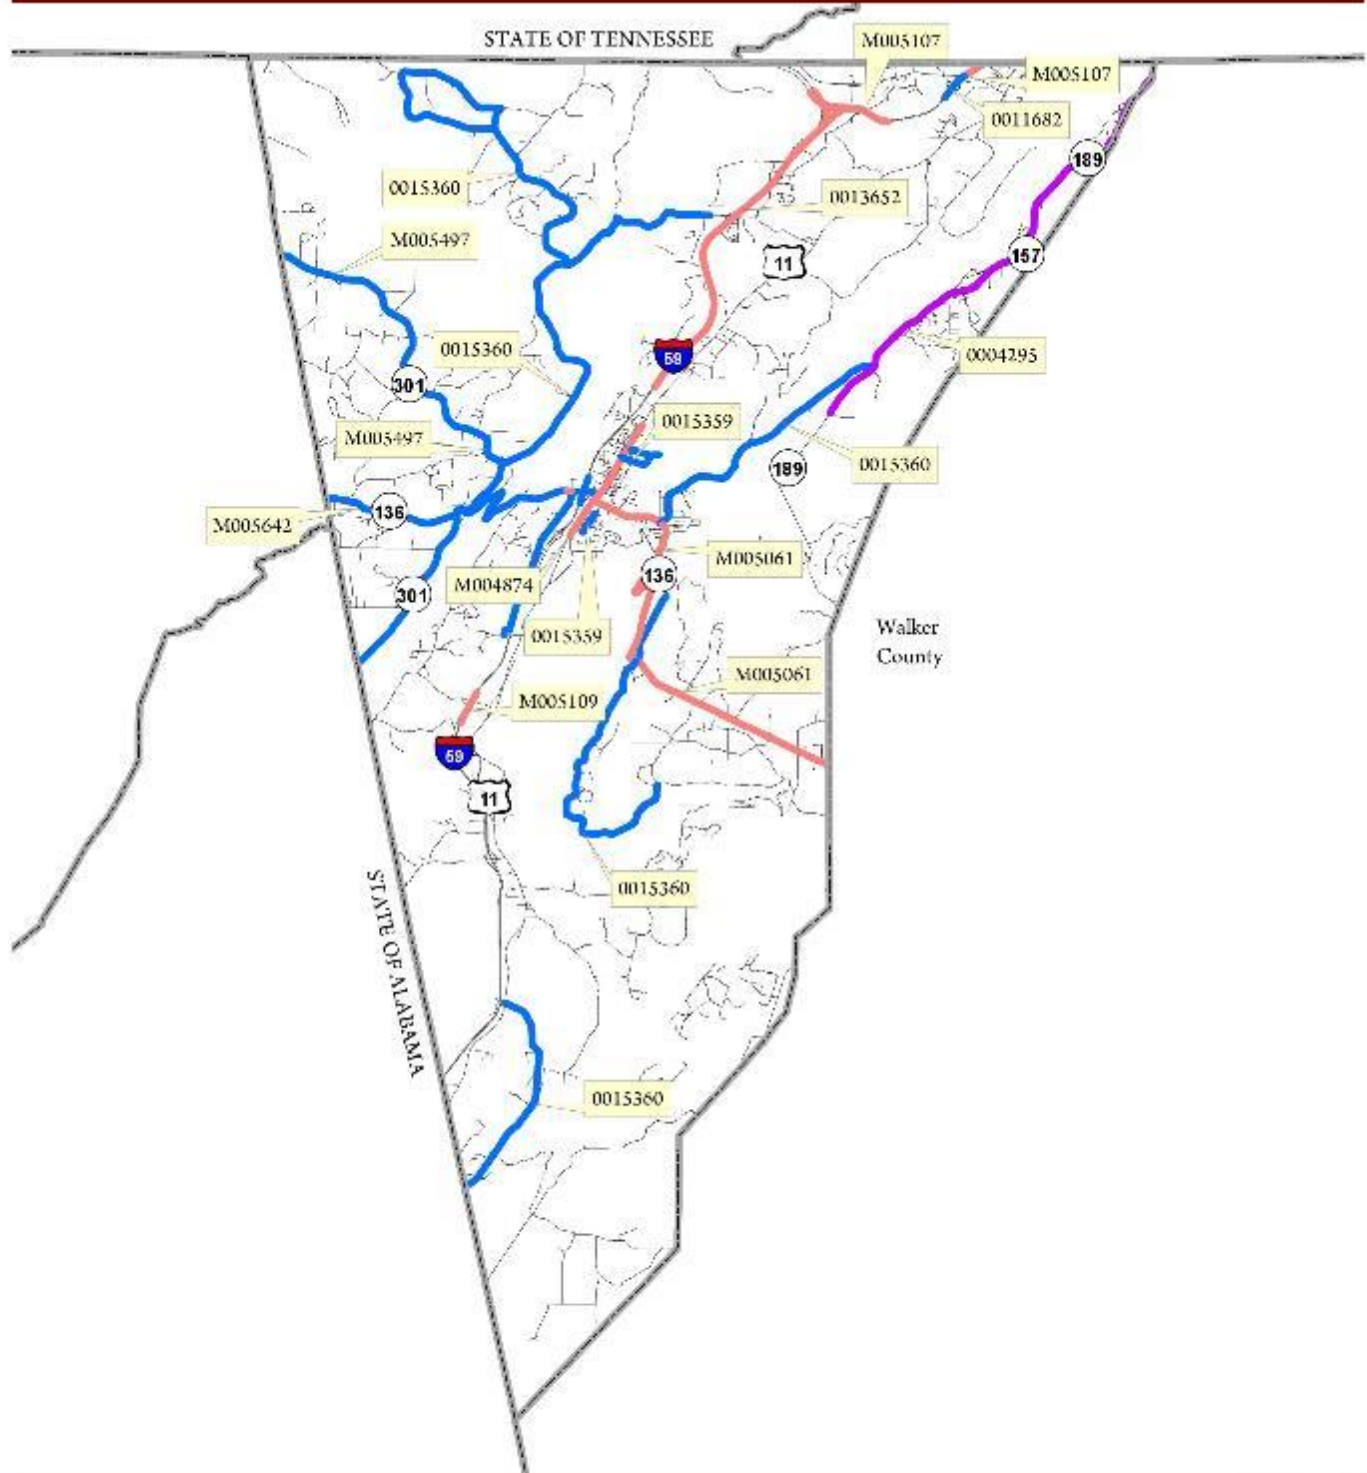 STATE OF TENNESSEE
M005107
M005107
0011682
189
0015360
0013652
M005497
157
11
0015360
59
0004295
301
0015359
M005497
0015360
189
136
M005642
M005061
M004874
136
301
0015359
Walker
County
M005061
M005109
59
11
0015360
STATE OF ALABAMA
0015360